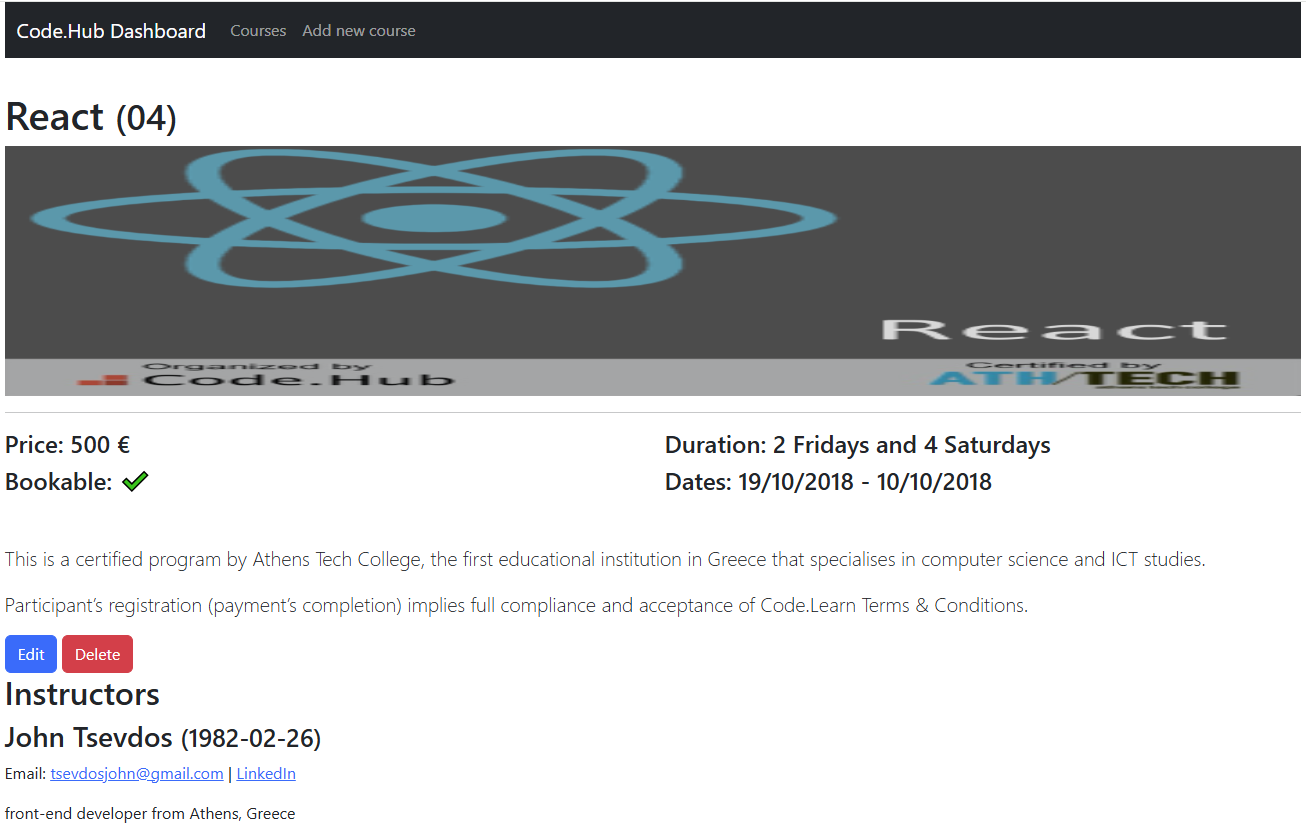 Code.Hub Dashboard Courses Add new course
React (04)
React
Organized by
Code.Hub
Certified by
ATH/TECH
Price: 500 €
Duration: 2 Fridays and 4 Saturdays
Bookable:
Dates: 19/10/2018 - 10/10/2018
This is a certified program by Athens Tech College, the first educational institution in Greece that specialises in computer science and ICT studies.
Participant’s registration (payment’s completion) implies full compliance and acceptance of Code.Learn Terms & Conditions.
Edit Delete
Instructors
John Tsevdos (1982-02-26)
Email: tsevdosjohn@gmail.com | LinkedIn
front-end developer from Athens, Greece